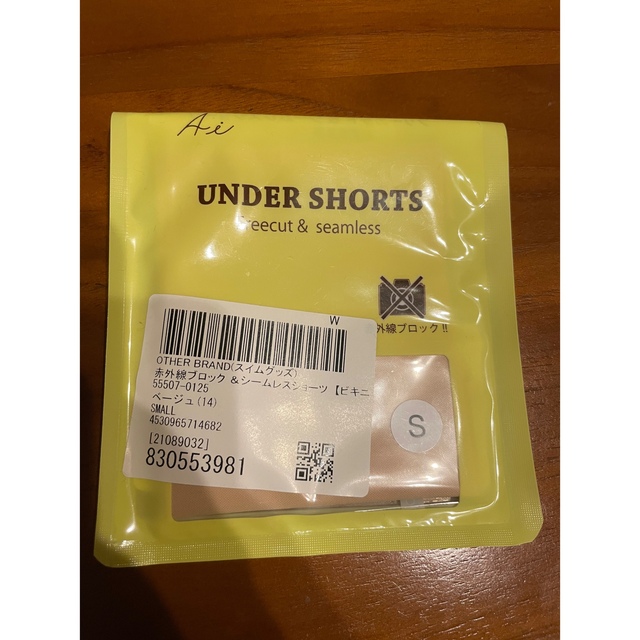 Ai
UNDER SHORTS
reecut & seamless
外線ブロック!!
W
OTHER BRAND(スイムグッズ)
赤外線ブロック &シームレスショーツ【ビキニ
55507-0125
ベージュ(14)
SMALL
4530965714682
[21089032]
830553981
S